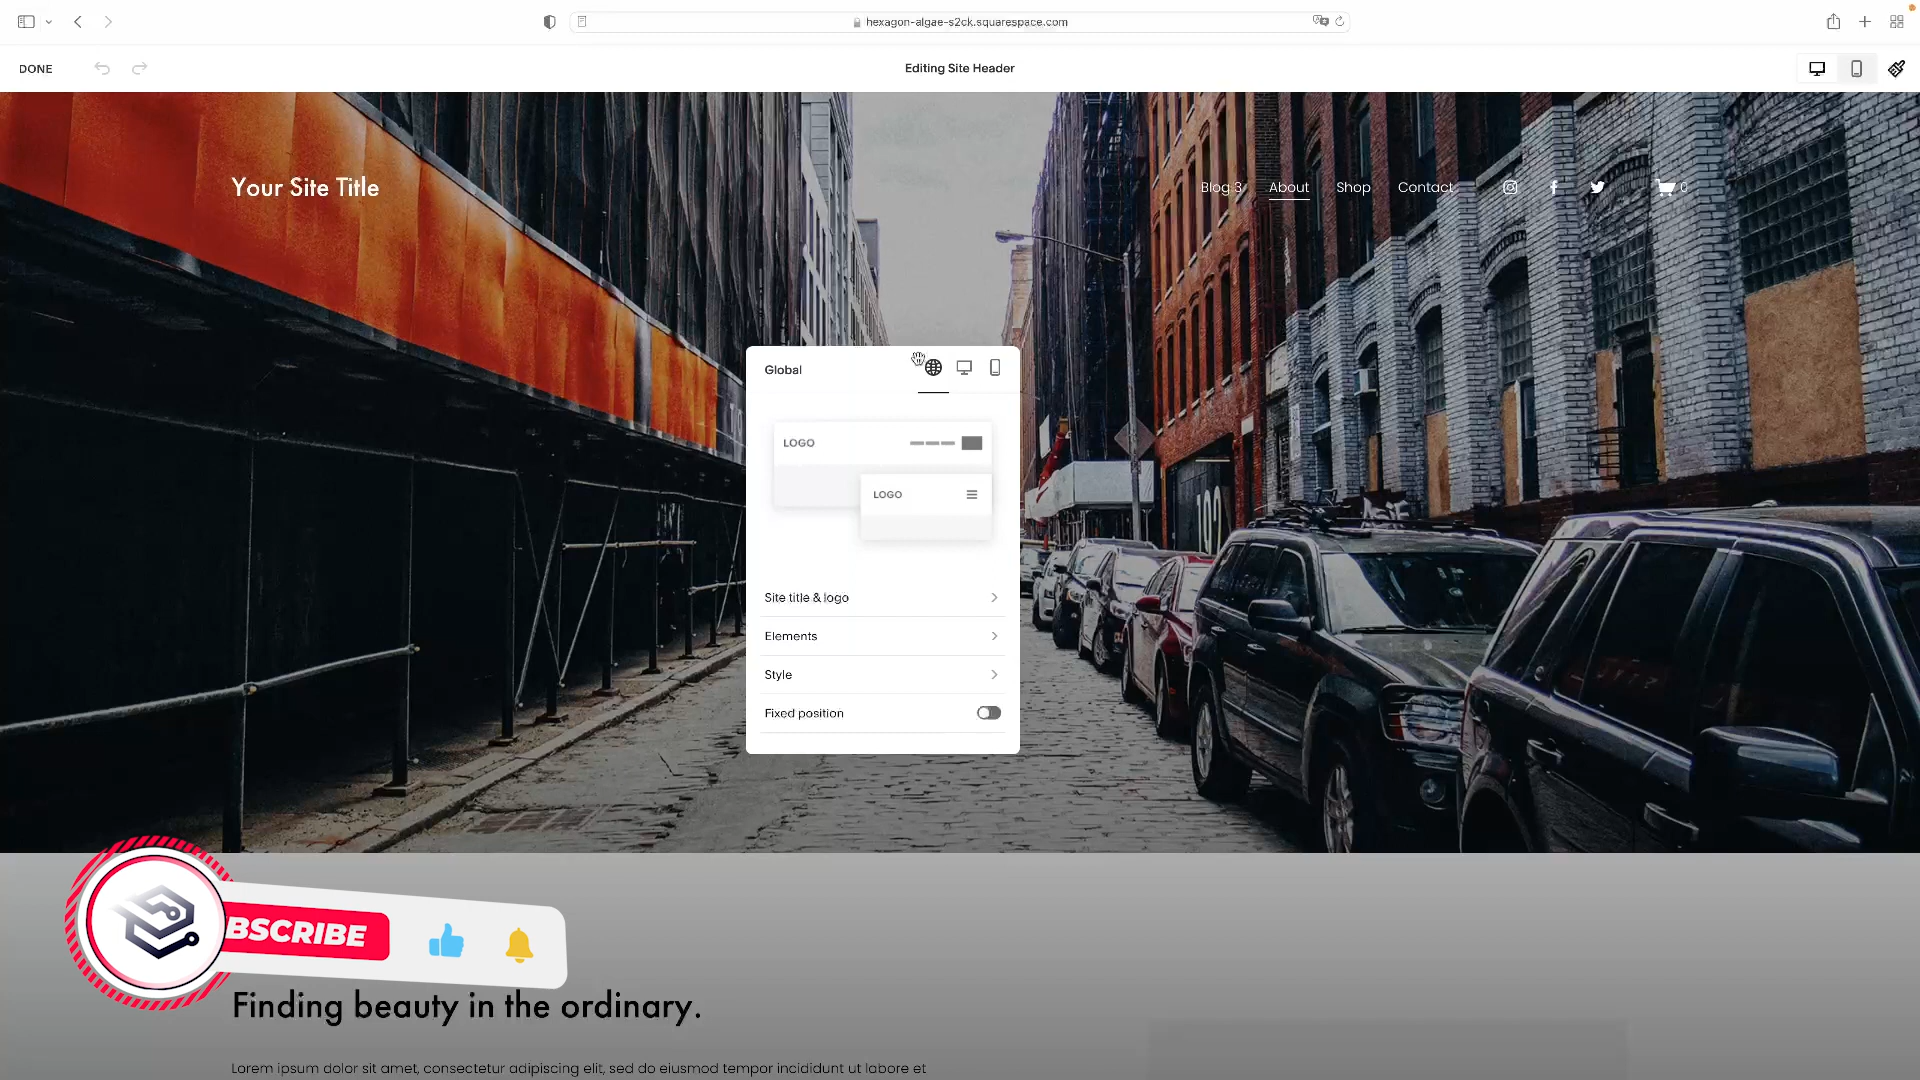 hexagon-algae-s2ck.squarespace.com
DONE
Editing Site Header
Your Site Title
Blog 3 About Shop Contact 0
Global
LOGO
LOGO
Site title & logo
Elements
Style
Fixed position
BSCRIBE
Finding beauty in the ordinary.
Lorem ipsum dolor sit amet, consectetur adipiscing elit, sed do eiusmod tempor incididunt ut labore et